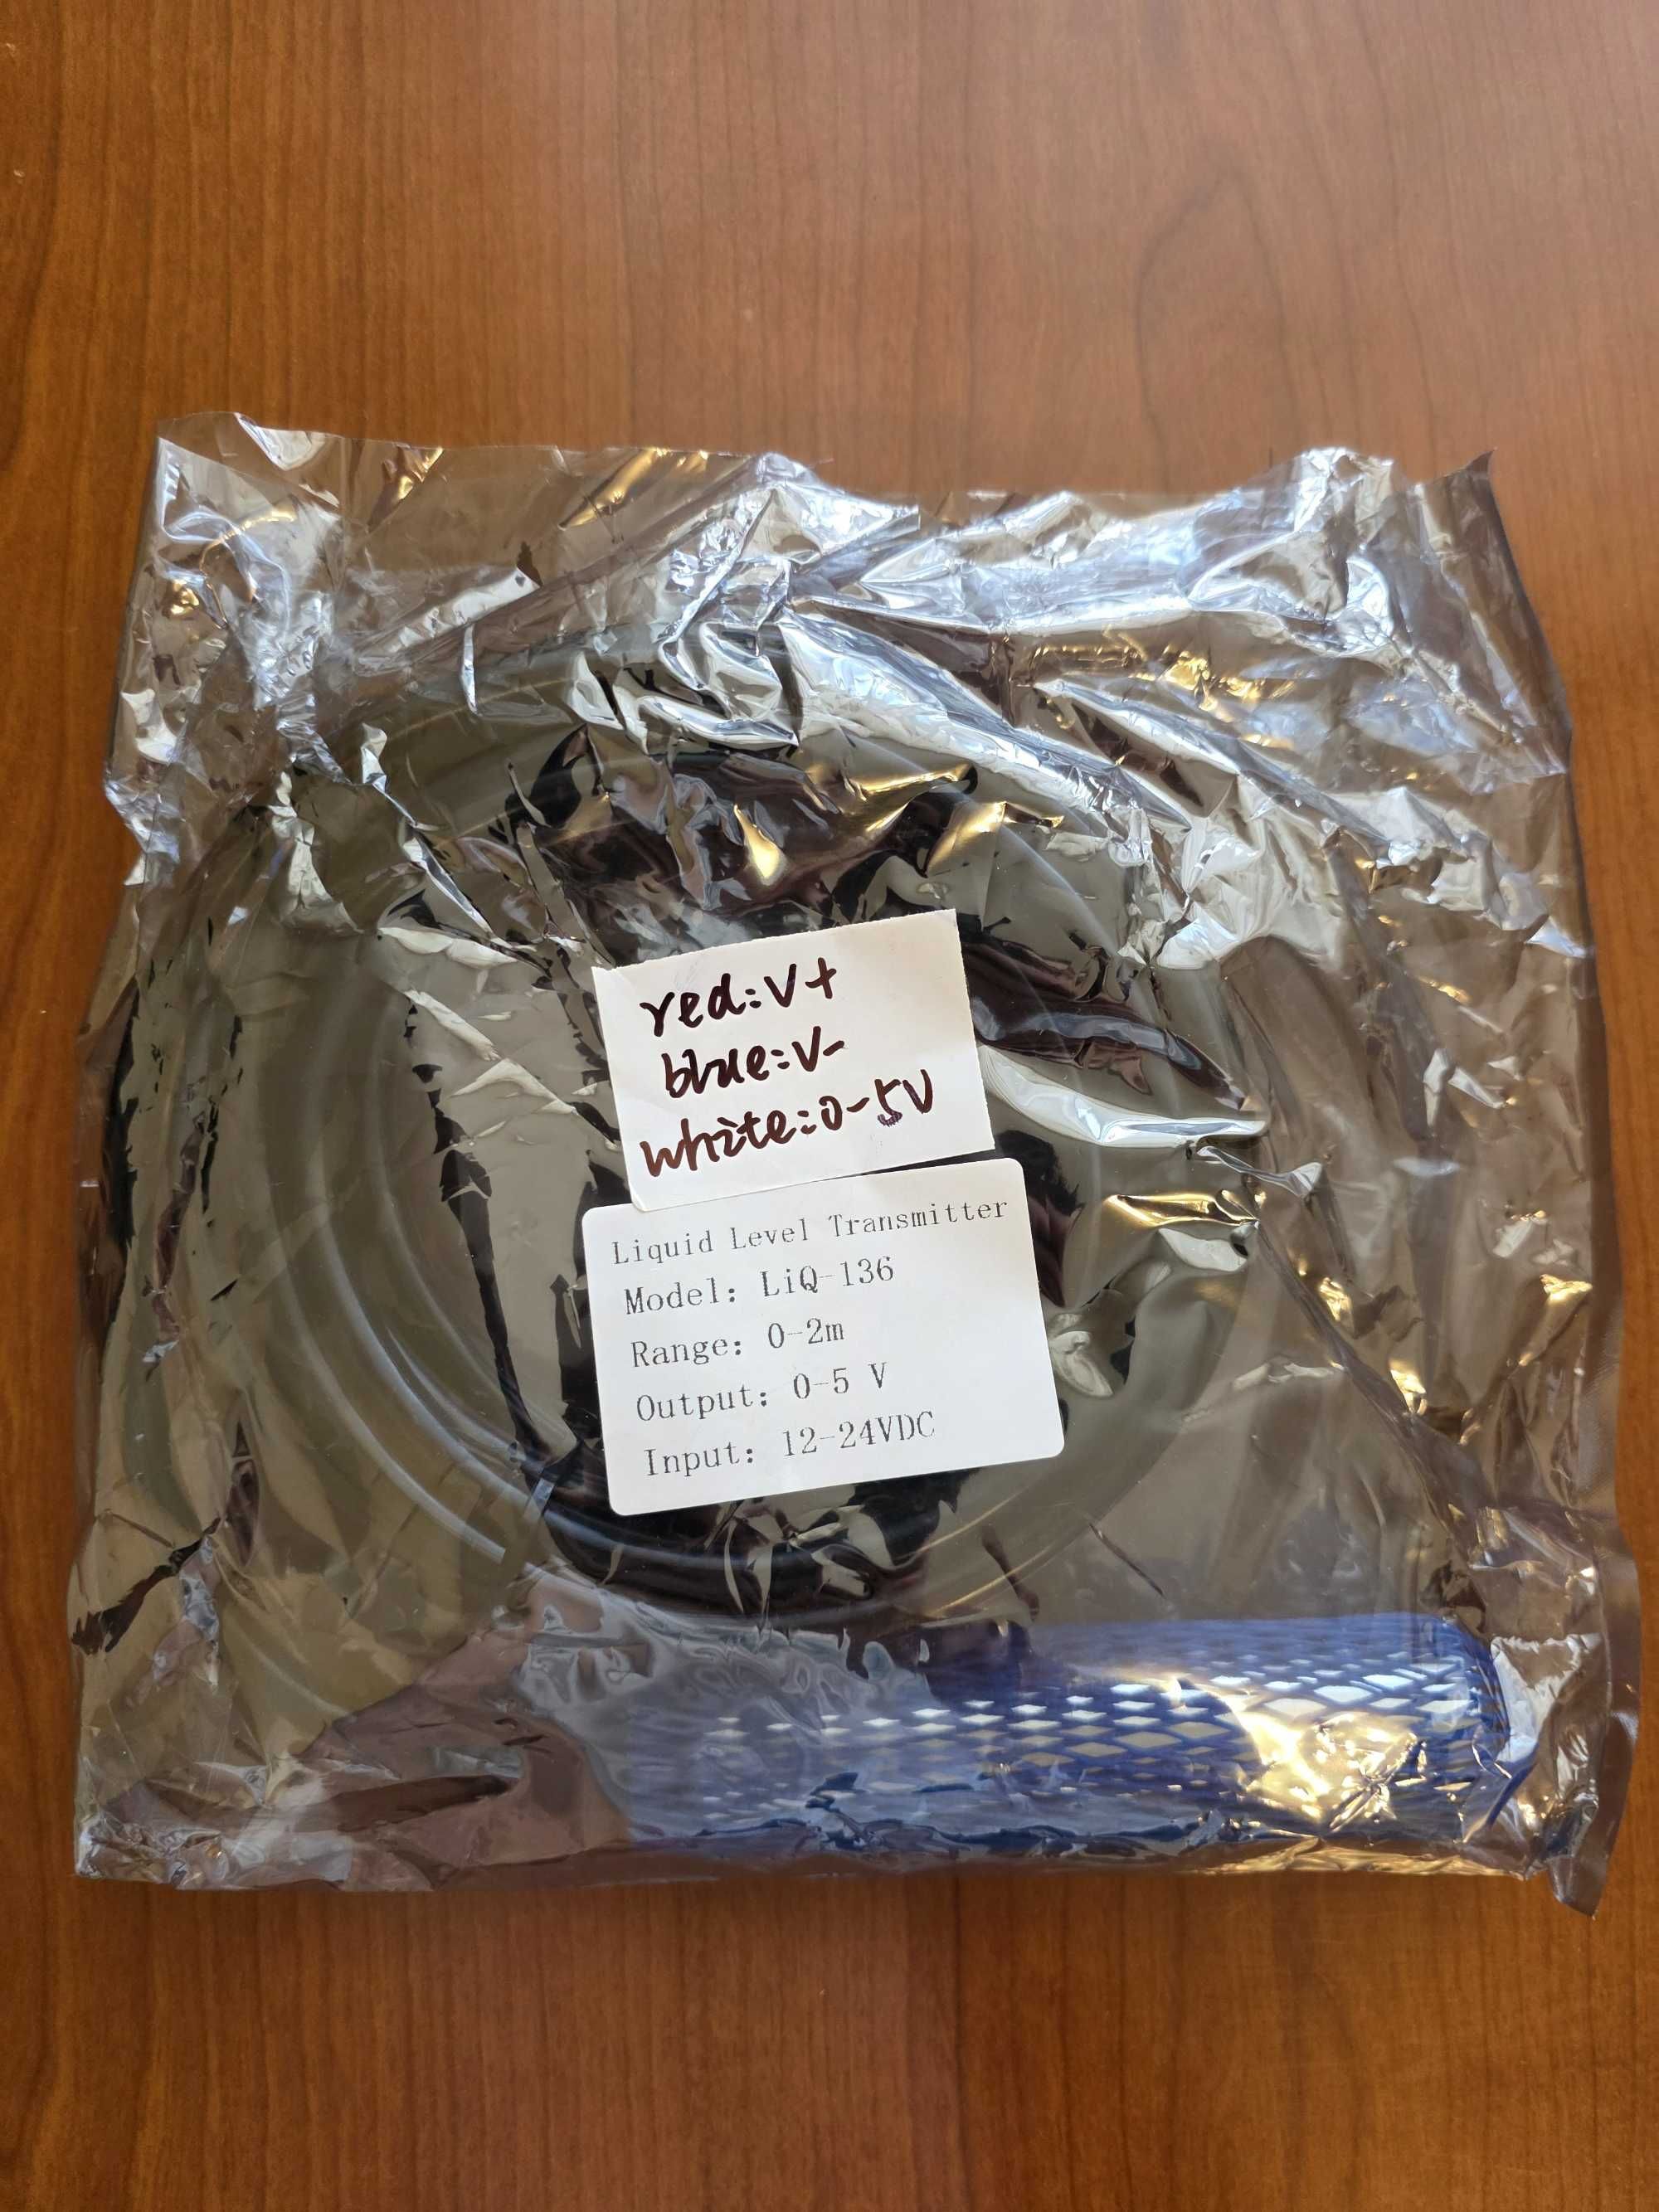 red:V+
blue:V-
white:0-5V
Liquid Level Transmitter
Model: LiQ-136
Range: 0-2m
Output: 0-5 V
Input: 12-24VDC